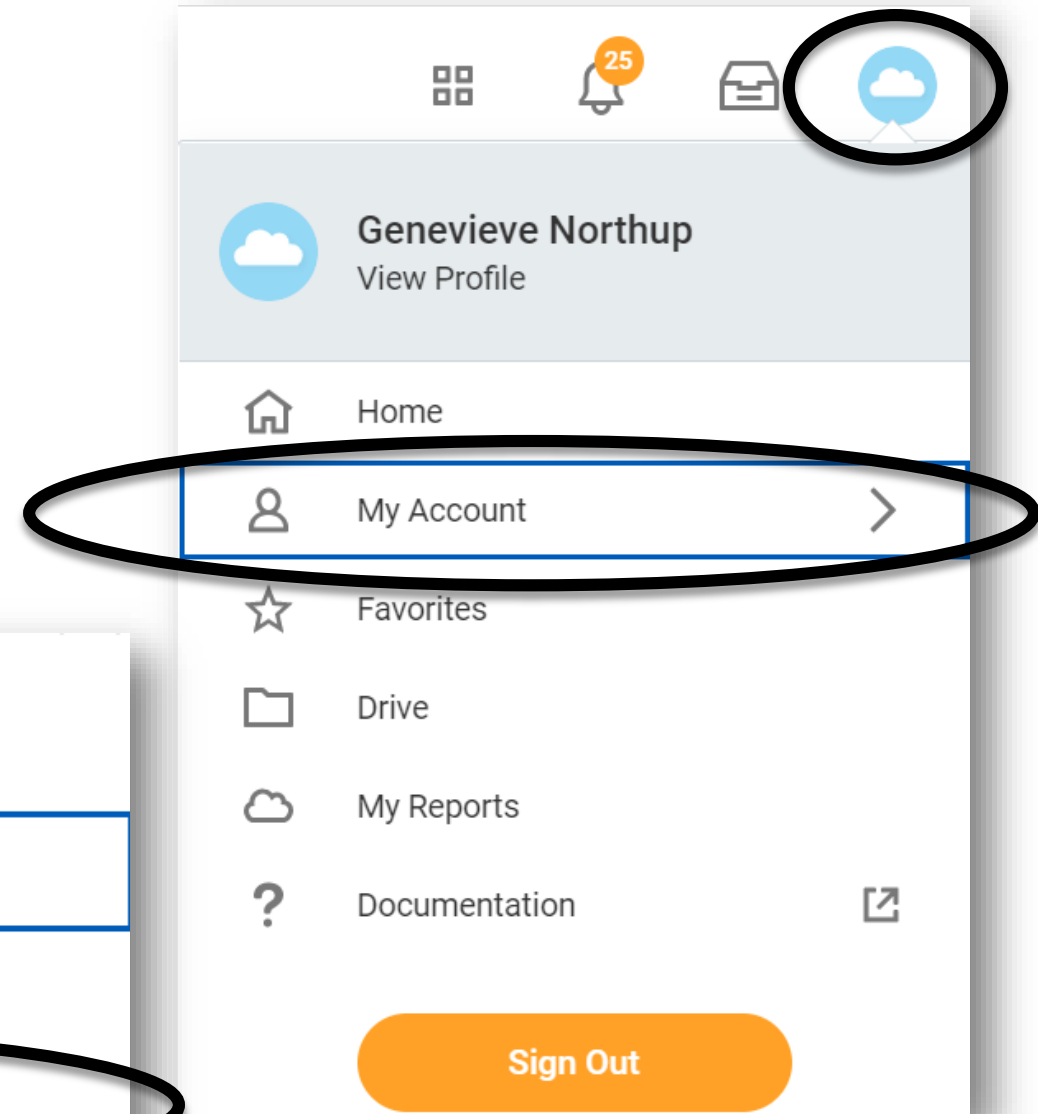 25
Genevieve Northup
View Profile
Home
My Account
Favorites
Drive
My Reports
Documentation
Sign Out